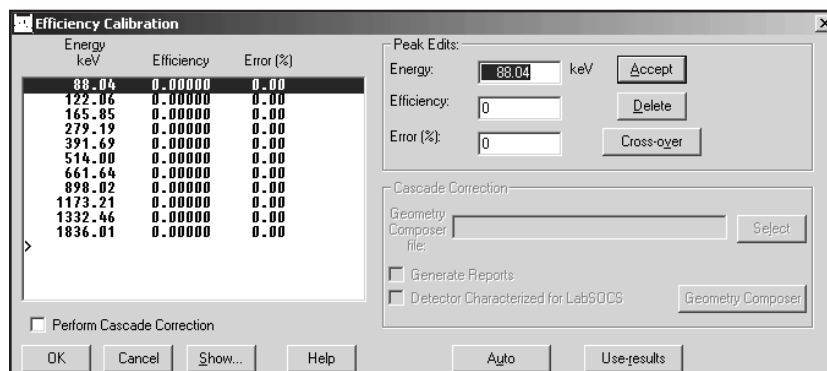 Efficiency Calibration
Energy
keV Efficiency Error (%)
88.04 0.00000 0.00
122.06 0.00000 0.00
165.85 0.00000 0.00
279.19 0.00000 0.00
391.69 0.00000 0.00
514.00 0.00000 0.00
661.64 0.00000 0.00
898.02 0.00000 0.00
1173.21 0.00000 0.00
1332.46 0.00000 0.00
1836.01 0.00000 0.00
>
Perform Cascade Correction
Peak Edits:
Energy: 88.04 keV Accept
Efficiency: 0 Delete
Error (%): 0 Cross-over
Cascade Correction
Geometry
Composer
file:
Select
Generate Reports
Detector Characterized for LabSOCS Geometry Composer
OK Cancel Show... Help Auto Use-results